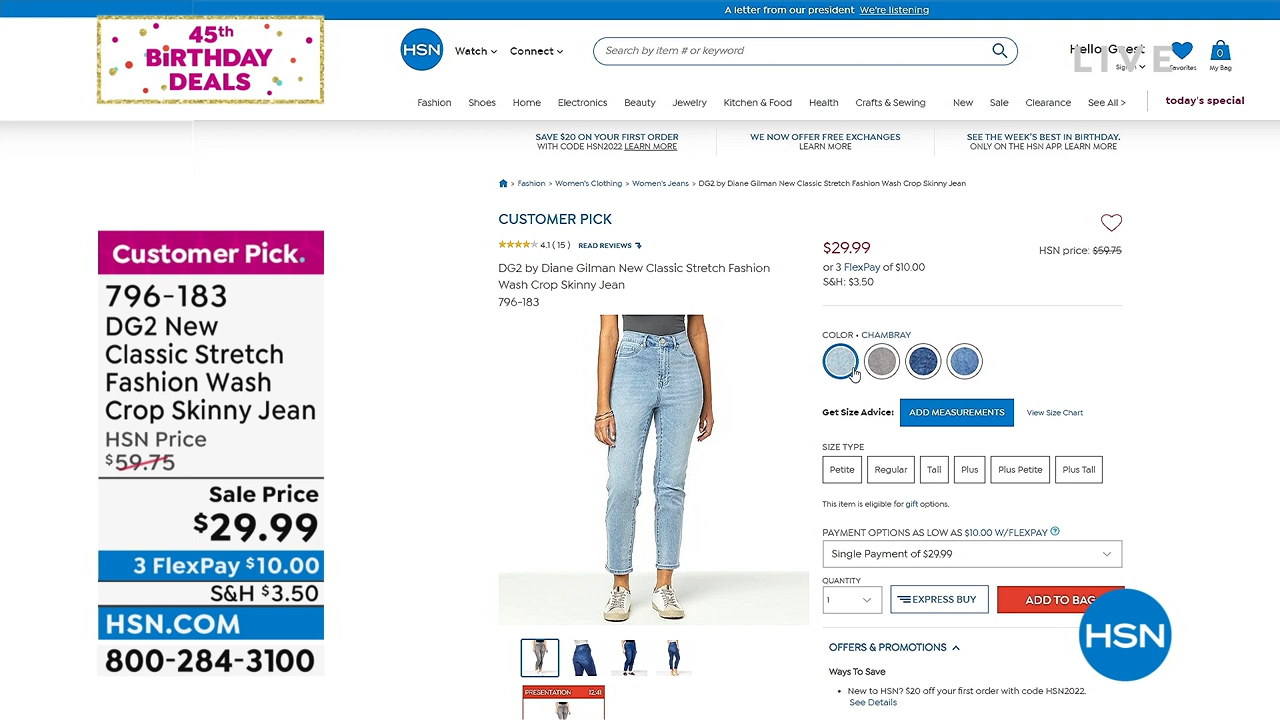 A letter from our president We're listening
45th
BIRTHDAY
DEALS
HSN
Watch
Connect
Search by item # or keyword
Hello Guest
LIVE
Favorites
0
My Bag
Fashion Shoes Home Electronics Beauty Jewelry Kitchen & Food Health Crafts & Sewing New Sale Clearance See All > today's special
SAVE $20 ON YOUR FIRST ORDER
WITH CODE HSN2022 LEARN MORE
WE NOW OFFER FREE EXCHANGES
LEARN MORE
SEE THE WEEK'S BEST IN BIRTHDAY.
ONLY ON THE HSN APP. LEARN MORE
> Fashion > Women's Clothing > Women's Jeans > DG2 by Diane Gilman New Classic Stretch Fashion Wash Crop Skinny Jean
Customer Pick.
796-183
DG2 New
Classic Stretch
Fashion Wash
Crop Skinny Jean
HSN Price
$59.75
Sale Price
$29.99
3 FlexPay $10.00
S&H $3.50
HSN.COM
800-284-3100
CUSTOMER PICK
4.1 ( 15 ) READ REVIEWS
DG2 by Diane Gilman New Classic Stretch Fashion
Wash Crop Skinny Jean
796-183
PRESENTATION 12:41
$29.99
HSN price: $59.75
or 3 FlexPay of $10.00
S&H: $3.50
COLOR • CHAMBRAY
Get Size Advice: ADD MEASUREMENTS View Size Chart
SIZE TYPE
Petite Regular Tall Plus Plus Petite Plus Tall
This item is eligible for gift options.
PAYMENT OPTIONS AS LOW AS $10.00 W/FLEXPAY ?
Single Payment of $29.99
QUANTITY
1
EXPRESS BUY
ADD TO BAG
HSN
OFFERS & PROMOTIONS
Ways To Save
• New to HSN? $20 off your first order with code HSN2022.
See Details